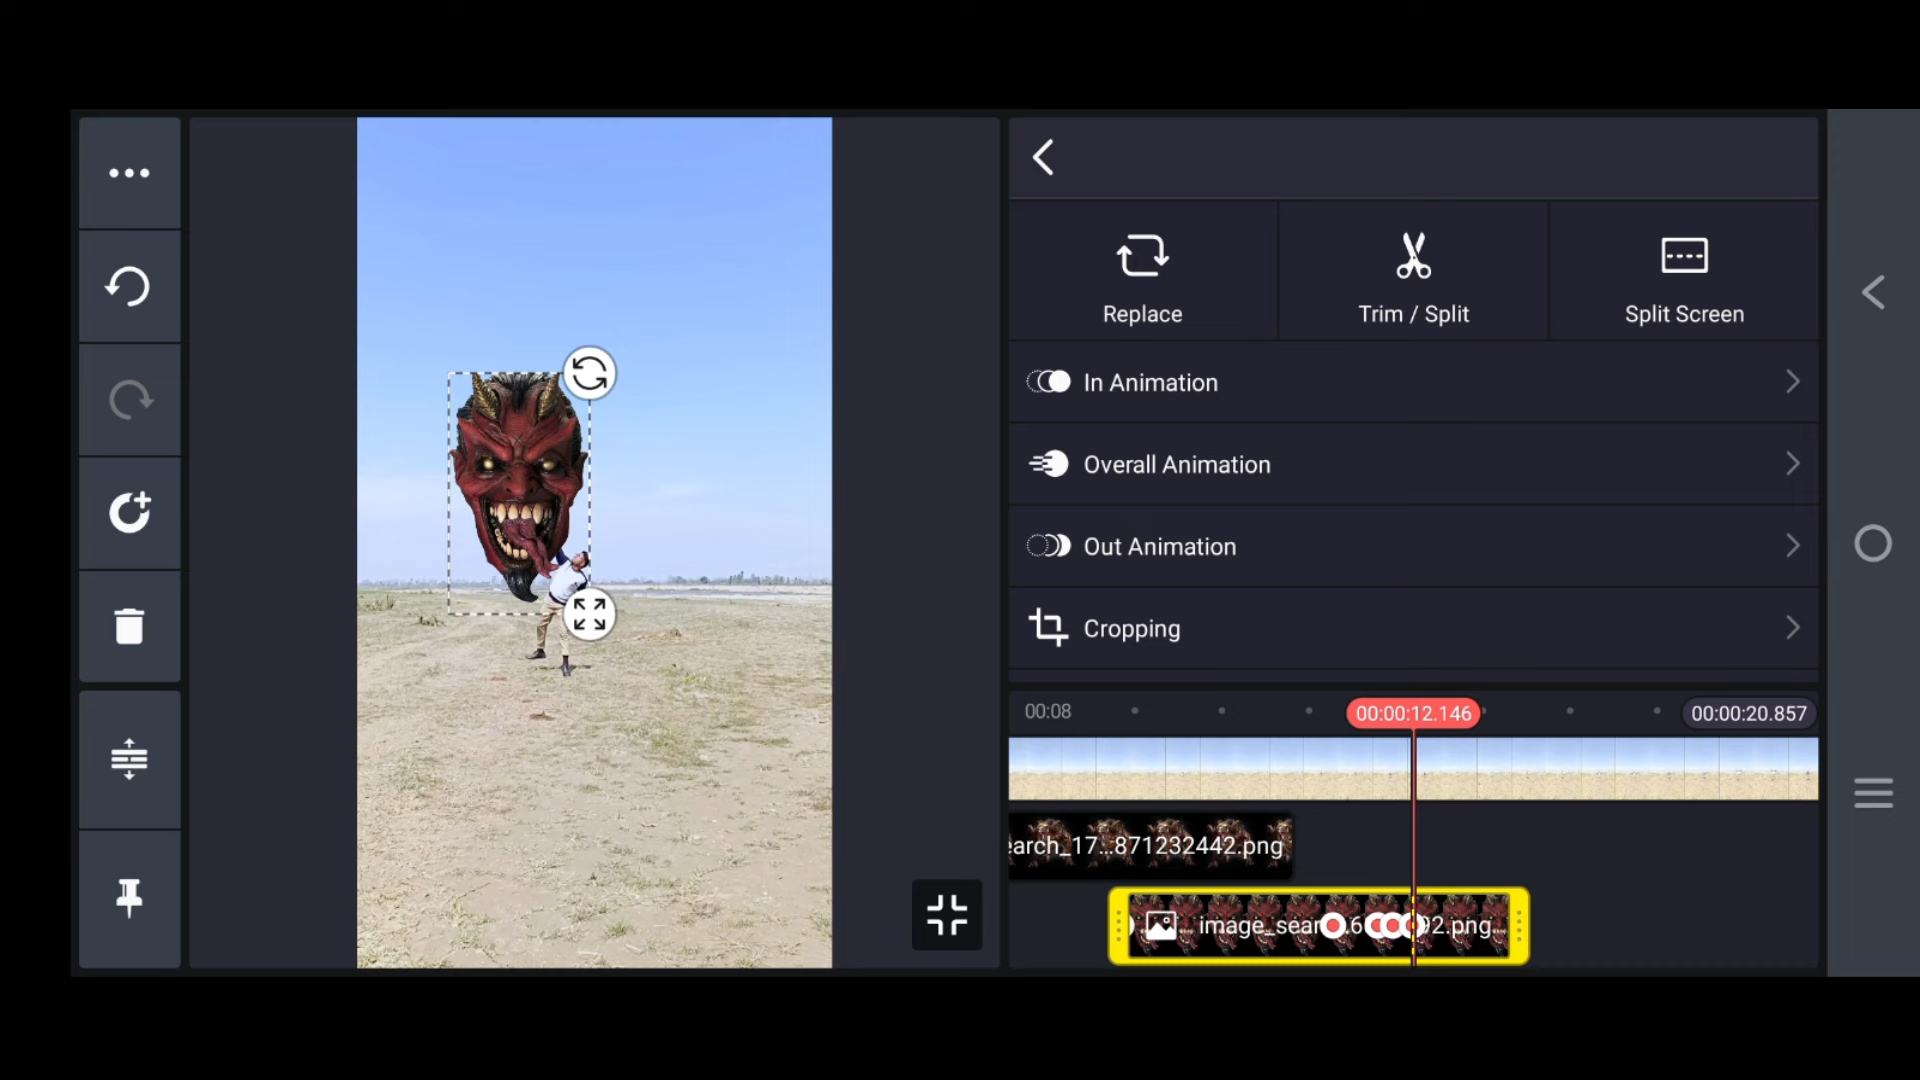 Replace
Trim / Split
Split Screen
In Animation
Overall Animation
Out Animation
Cropping
00:08
00:00:12.146
00:00:20.857
earch_17...871232442.png
image_sear
.6
92.png...